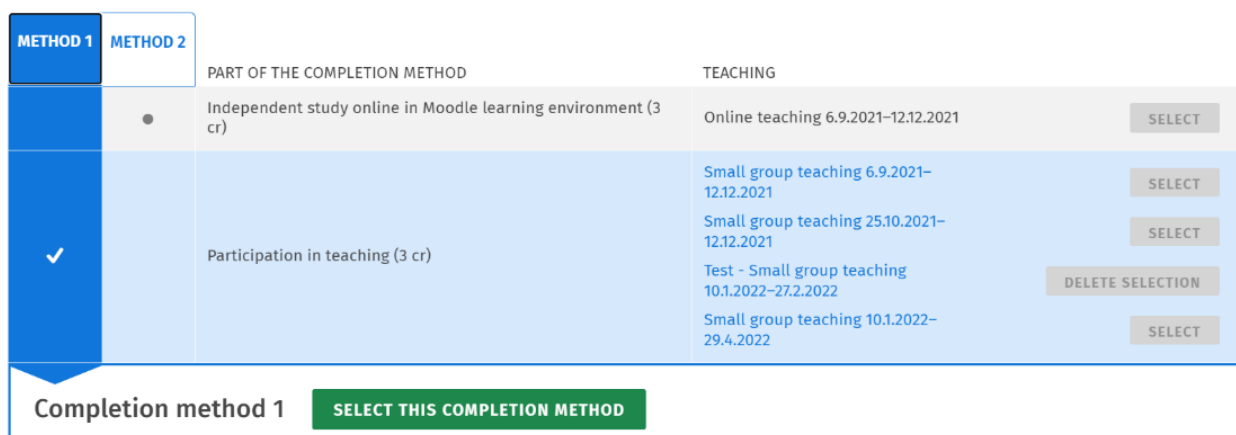 METHOD 1
METHOD 2
PART OF THE COMPLETION METHOD
TEACHING
Independent study online in Moodle learning environment (3
cr)
Online teaching 6.9.2021–12.12.2021
SELECT
Participation in teaching (3 cr)
Small group teaching 6.9.2021–
12.12.2021
SELECT
Small group teaching 25.10.2021–
12.12.2021
SELECT
Test - Small group teaching
10.1.2022–27.2.2022
DELETE SELECTION
Small group teaching 10.1.2022–
29.4.2022
SELECT
Completion method 1
SELECT THIS COMPLETION METHOD